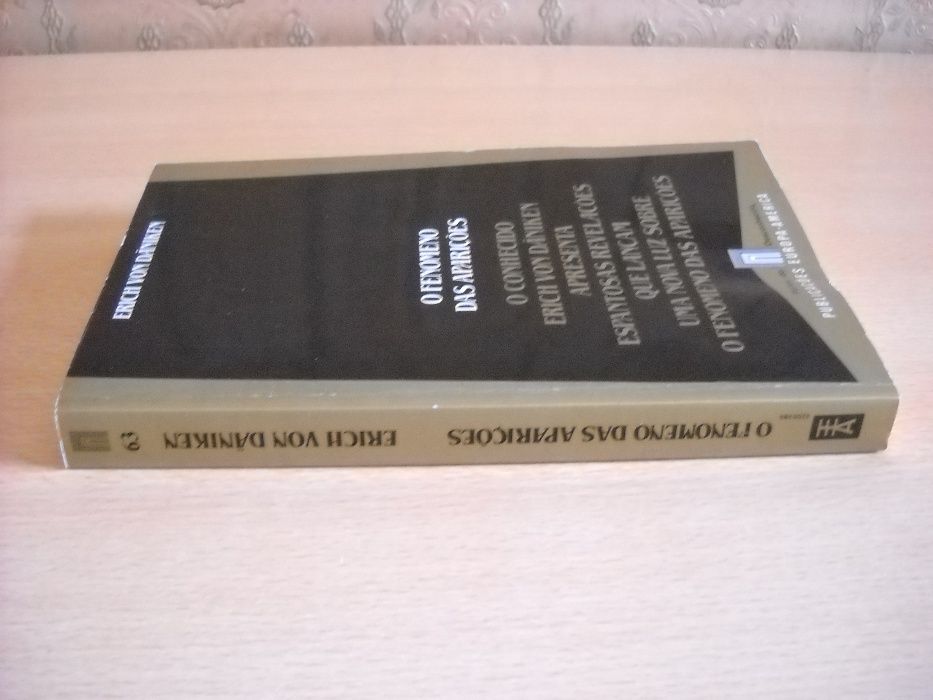 ERICH VON DÄNIKEN
O FENÓMENO
DAS APARIÇÕES
O CONHECIDO
ERICH VON DÄNIKEN
APRESENTA
ESPANTOSAS REVELAÇÕES
QUE LANÇAM
UMA NOVA LUZ SOBRE
O FENÓMENO DAS APARIÇÕES
PUBLICAÇÕES EUROPA-AMÉRICA
O FENÓMENO DAS APARIÇÕES ERICH VON DÄNIKEN 63